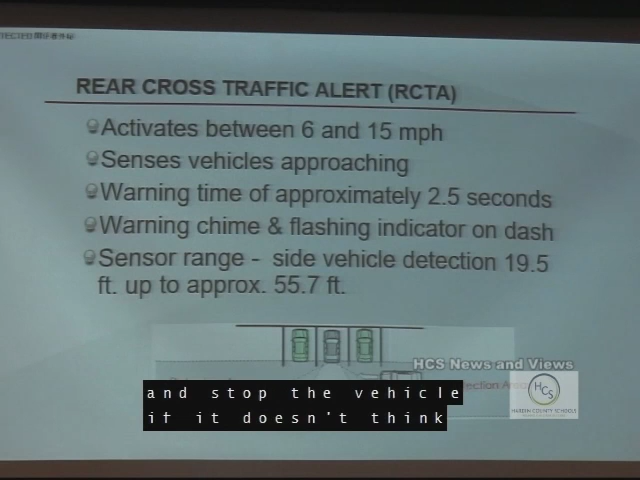 REAR CROSS TRAFFIC ALERT (RCTA)
Activates between 6 and 15 mph
Senses vehicles approaching
Warning time of approximately 2.5 seconds
Warning chime & flashing indicator on dash
Sensor range - side vehicle detection 19.5
ft. up to approx. 55.7 ft.
HCS News and Views
and stop the vehicle
if it doesn't think
HCS
HARDIN COUNTY SCHOOLS